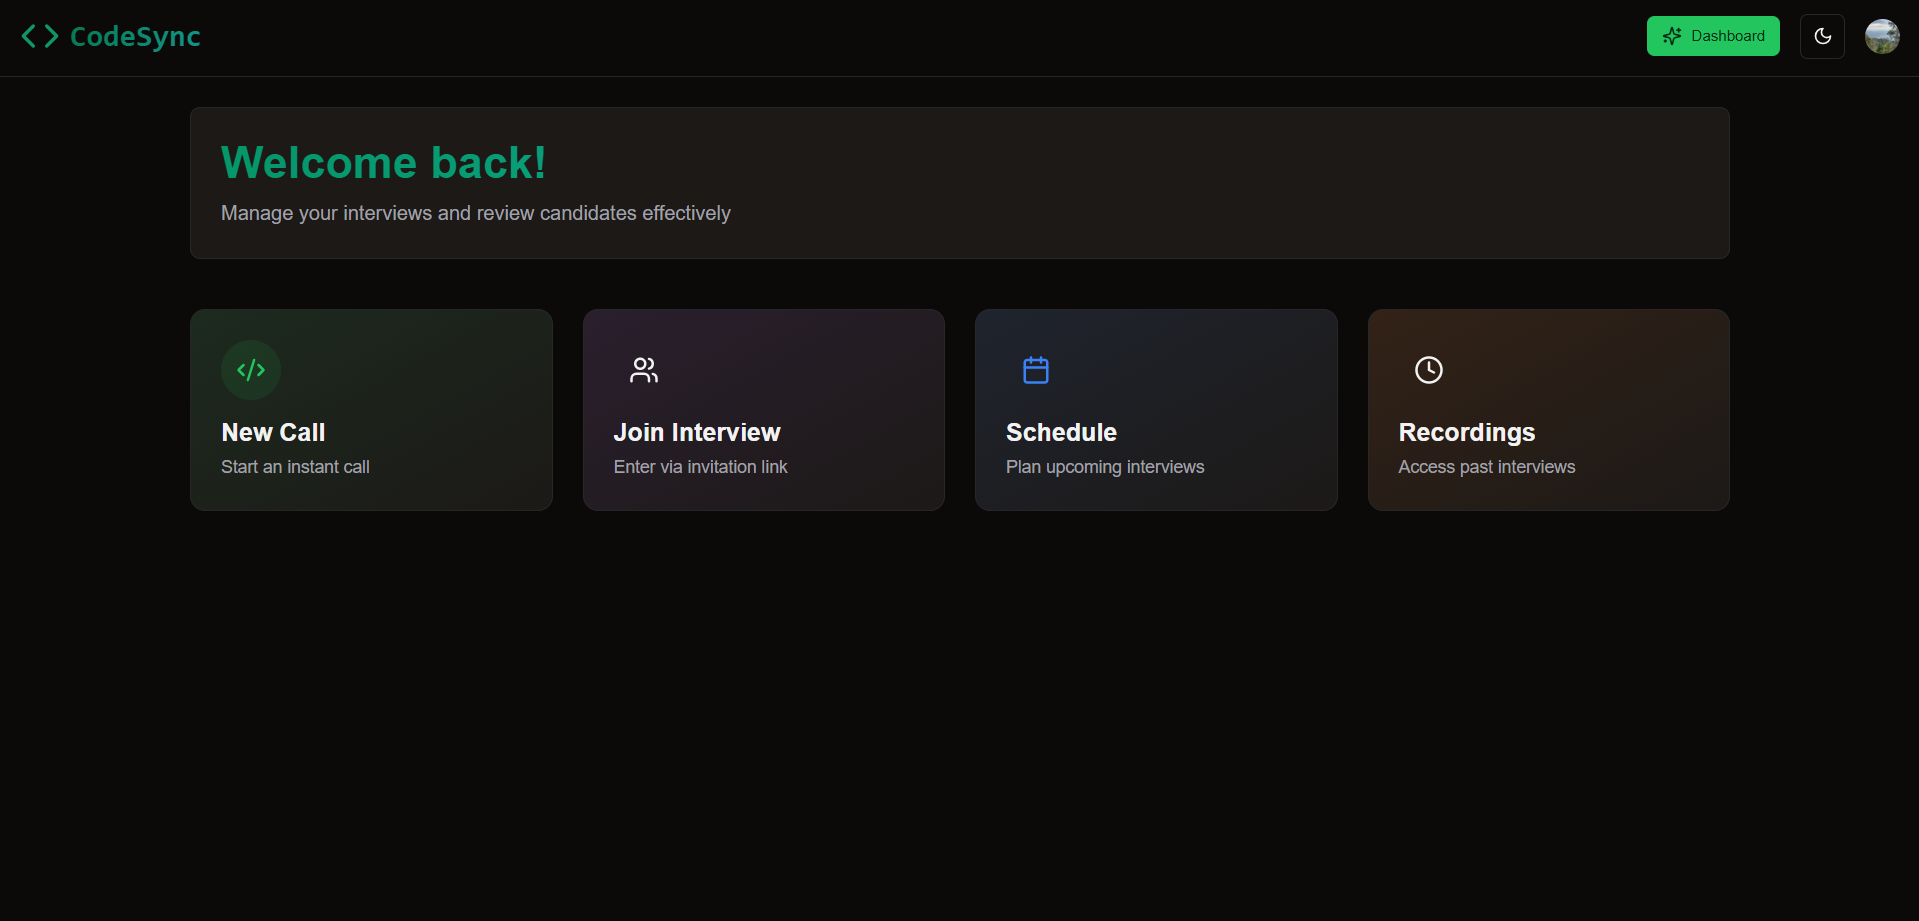 CodeSync
Dashboard
Welcome back!
Manage your interviews and review candidates effectively
New Call
Start an instant call
Join Interview
Enter via invitation link
Schedule
Plan upcoming interviews
Recordings
Access past interviews